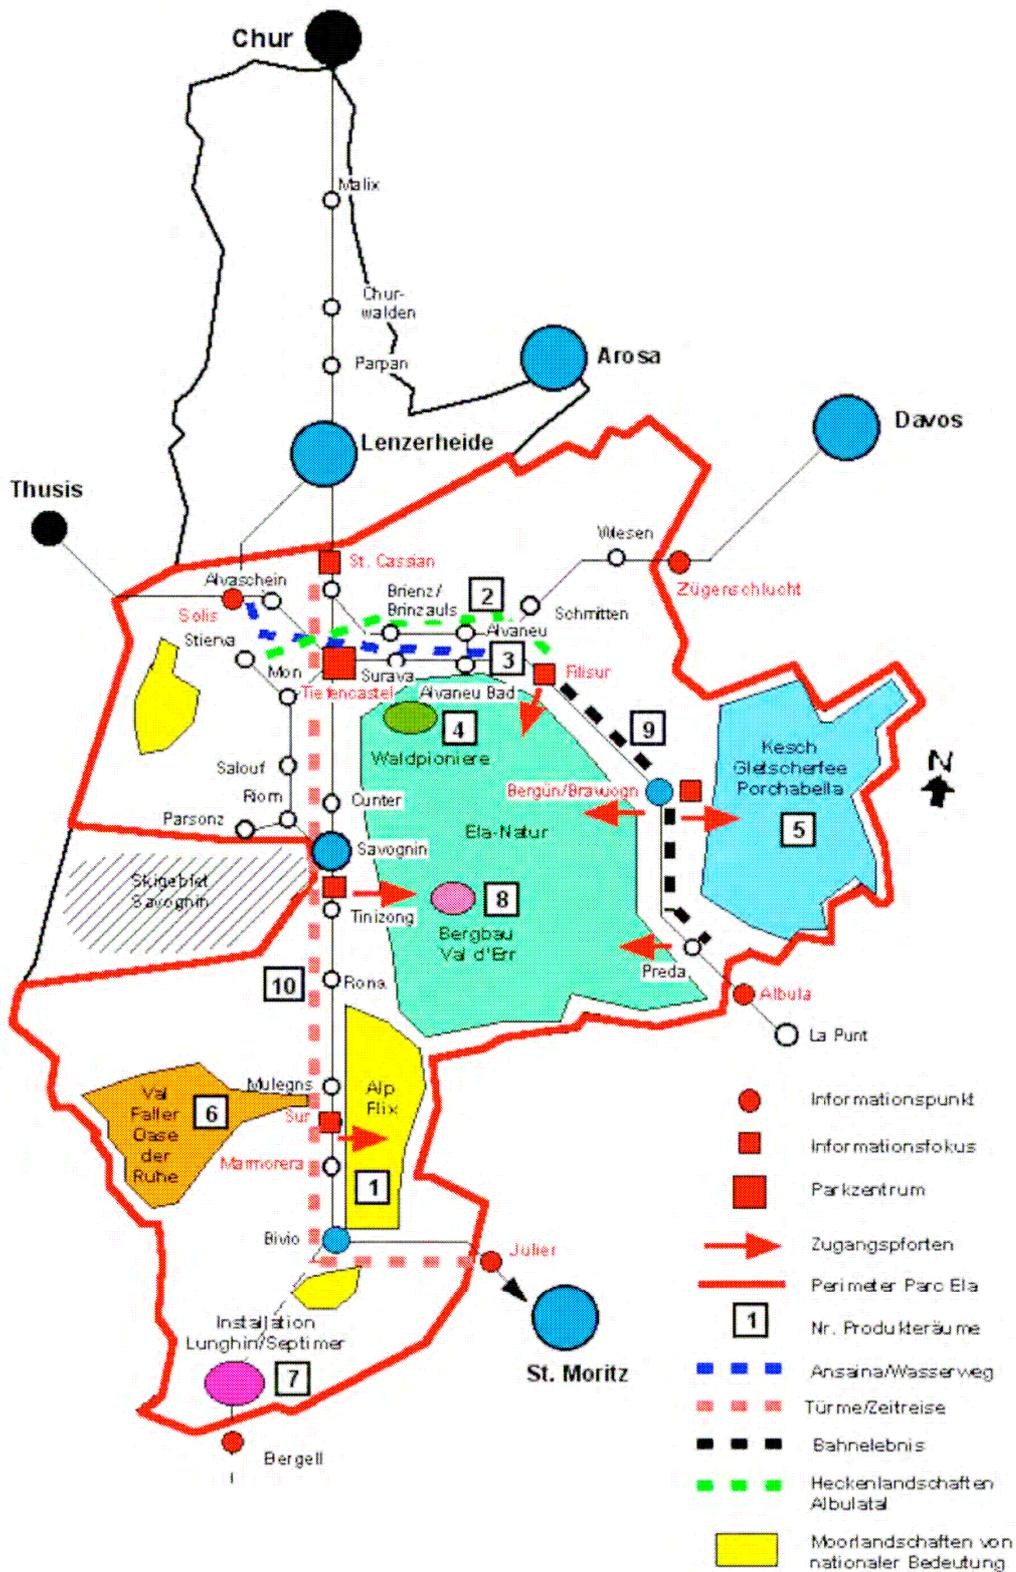 Chur
Malix
Chur-
walden
Parpan
Arosa
Davos
Lenzerheide
Thusis
Wiesen
St. Cassian
Zügenschlucht
Alvaschein
Brienz/
Brinzauls
2
Schmitten
Solis
Alvaneu
Stierva
Mon
Surava
3
Filisur
Tiefencastel
Alvaneu Bad
4
9
Waldpioniere
Kesch
Gletscherfee
Porchabella
N
Salouf
Riom
Cunter
Bergün/Bravuogn
Parsonz
Ela-Natur
5
Savognin
Skigebiet
Savognin
8
Tinizong
Bergbau
Val d'Err
Preda
10
Rona
Albula
La Punt
Mulegns
Alp
Flix
Val
Faller
Oase
der
Ruhe
6
Sur
Marmorera
1
Bivio
Julier
Installation
Lunghin/Septimer
7
St. Moritz
Bergell
Informationspunkt
Informationsfokus
Parkzentrum
Zugangspforten
Perimeter Parc Ela
1
Nr. Produkteräume
Ansaina/Wasserweg
Türme/Zeitreise
Bahnelebnis
Heckenlandschaften
Albulatal
Moorlandschaften von
nationaler Bedeutung